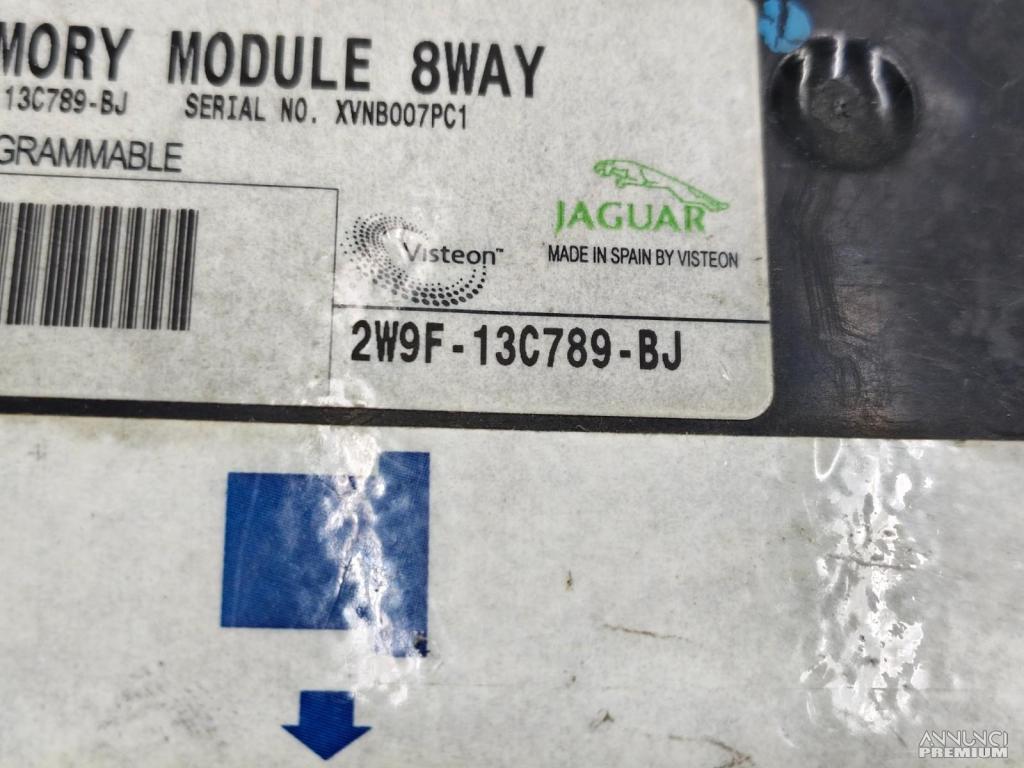 MORY MODULE 8WAY
13C789-BJ SERIAL NO. XVNB007PC1
GRAMMABLE
JAGUAR
Visteon™
MADE IN SPAIN BY VISTEON
2W9F-13C789-BJ
ANNUNCI
PREMIUM